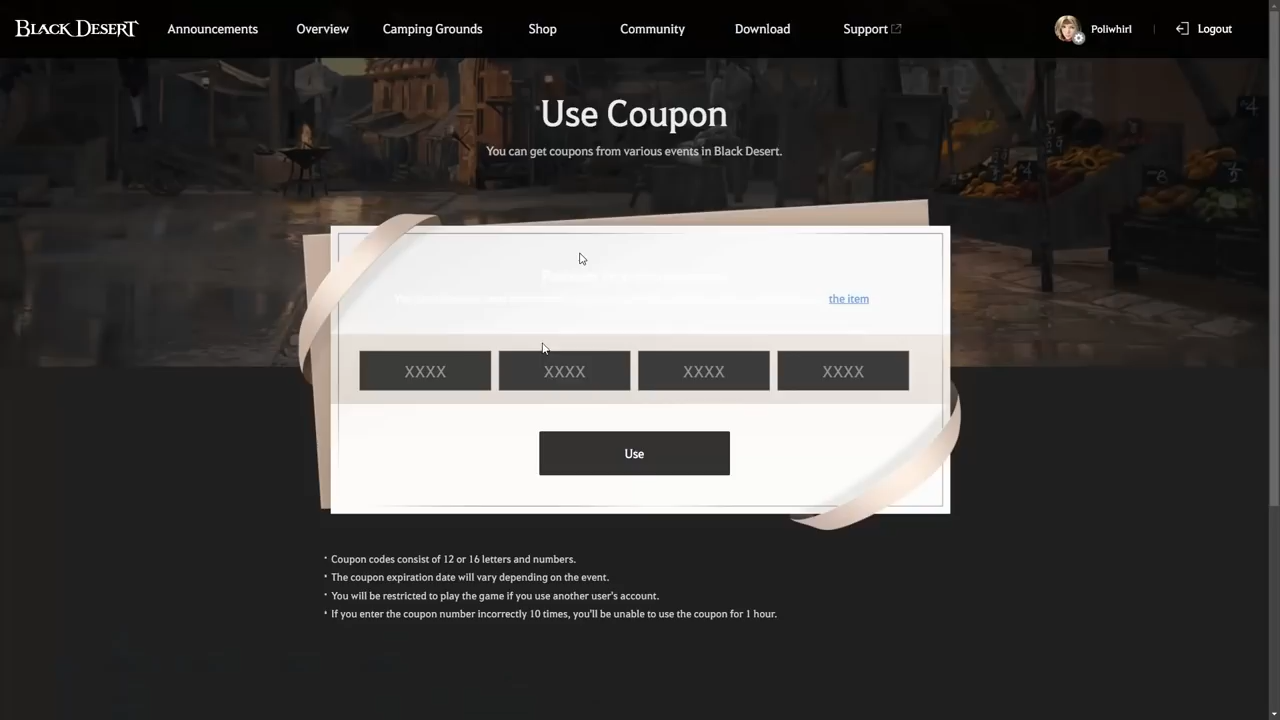 BLACK DESERT
Announcements Overview Camping Grounds Shop Community Download Support Poliwhirl Logout
Use Coupon
You can get coupons from various events in Black Desert.
the item
XXXX XXXX XXXX XXXX
Use
· Coupon codes consist of 12 or 16 letters and numbers.
· The coupon expiration date will vary depending on the event.
· You will be restricted to play the game if you use another user's account.
· If you enter the coupon number incorrectly 10 times, you'll be unable to use the coupon for 1 hour.